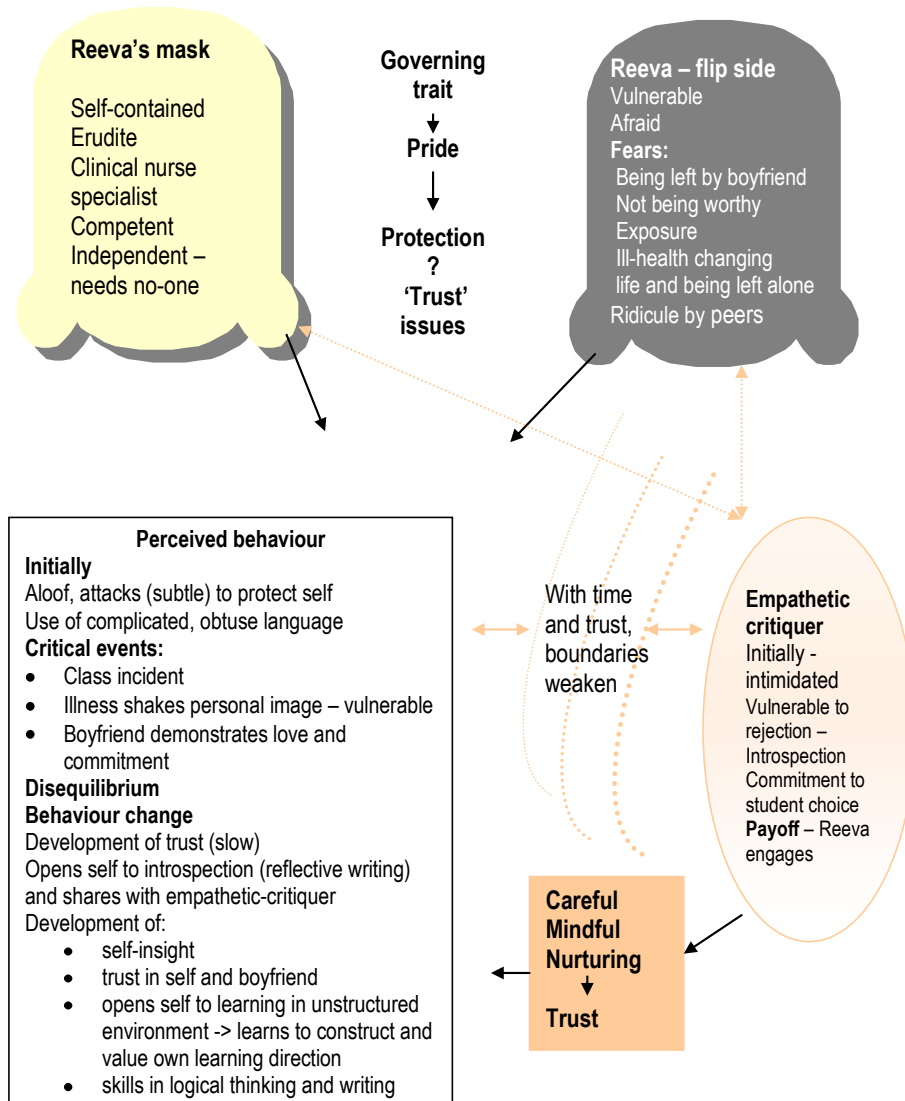 Reeva’s mask
Self-contained
Erudite
Clinical nurse
specialist
Competent
Independent –
needs no-one
Governing
trait
Pride
Protection
?
‘Trust’
issues
Reeva – flip side
Vulnerable
Afraid
Fears:
Being left by boyfriend
Not being worthy
Exposure
Ill-health changing
life and being left alone
Ridicule by peers
Perceived behaviour
Initially
Aloof, attacks (subtle) to protect self
Use of complicated, obtuse language
Critical events:
• Class incident
• Illness shakes personal image – vulnerable
• Boyfriend demonstrates love and
commitment
Disequilibrium
Behaviour change
Development of trust (slow)
Opens self to introspection (reflective writing)
and shares with empathetic-critiquer
Development of:
• self-insight
• trust in self and boyfriend
• opens self to learning in unstructured
environment -> learns to construct and
value own learning direction
• skills in logical thinking and writing
With time
and trust,
boundaries
weaken
Empathetic
critiquer
Initially -
intimidated
Vulnerable to
rejection –
Introspection
Commitment to
student choice
Payoff – Reeva
engages
Careful
Mindful
Nurturing
Trust